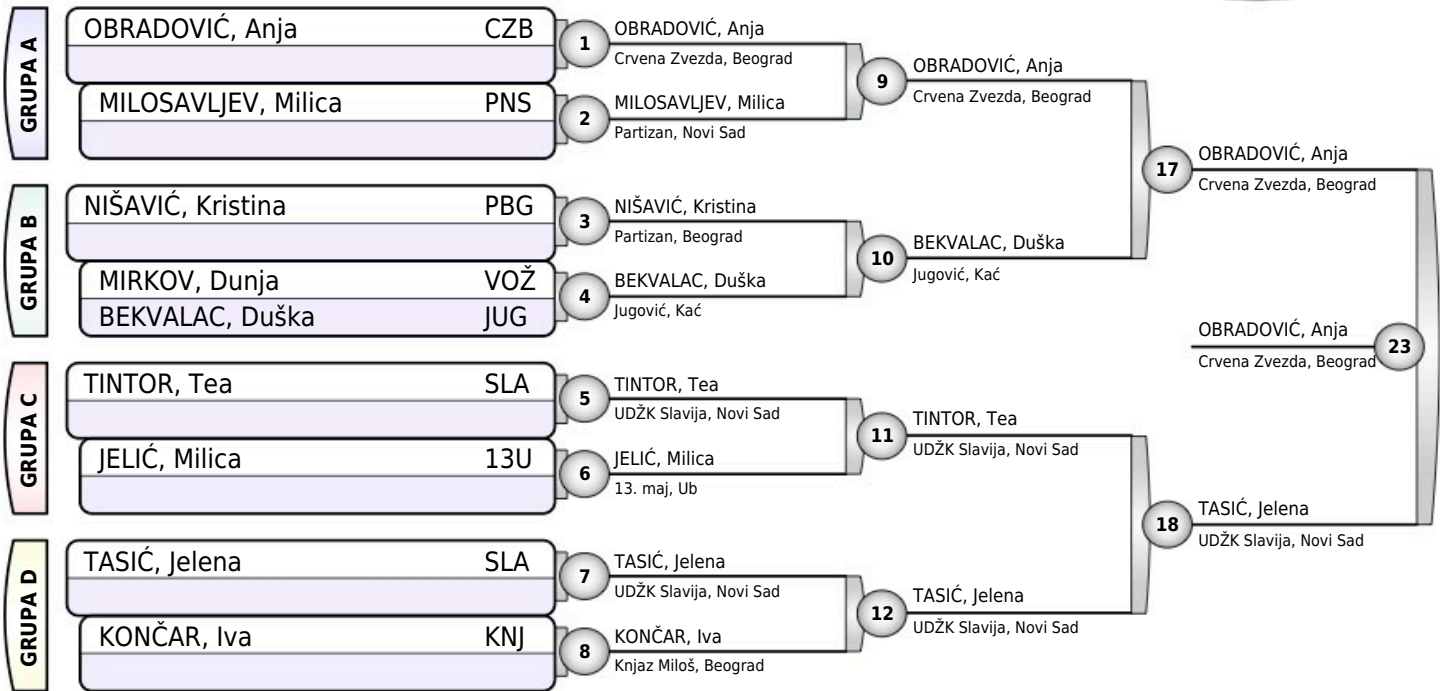 GRUPA A
OBRADOVIĆ, Anja CZB
MILOSAVLJEV, Milica PNS
GRUPA B
NIŠAVIĆ, Kristina PBG
MIRKOV, Dunja VOŽ
BEKVALAC, Duška JUG
GRUPA C
TINTOR, Tea SLA
JELIĆ, Milica 13U
GRUPA D
TASIĆ, Jelena SLA
KONČAR, Iva KNJ
1
OBRADOVIĆ, Anja
Crvena Zvezda, Beograd
2
MILOSAVLJEV, Milica
Partizan, Novi Sad
3
NIŠAVIĆ, Kristina
Partizan, Beograd
4
BEKVALAC, Duška
Jugović, Kać
5
TINTOR, Tea
UDŽK Slavija, Novi Sad
6
JELIĆ, Milica
13. maj, Ub
7
TASIĆ, Jelena
UDŽK Slavija, Novi Sad
8
KONČAR, Iva
Knjaz Miloš, Beograd
9
OBRADOVIĆ, Anja
Crvena Zvezda, Beograd
10
BEKVALAC, Duška
Jugović, Kać
11
TINTOR, Tea
UDŽK Slavija, Novi Sad
12
TASIĆ, Jelena
UDŽK Slavija, Novi Sad
17
OBRADOVIĆ, Anja
Crvena Zvezda, Beograd
18
TASIĆ, Jelena
UDŽK Slavija, Novi Sad
OBRADOVIĆ, Anja
Crvena Zvezda, Beograd
23